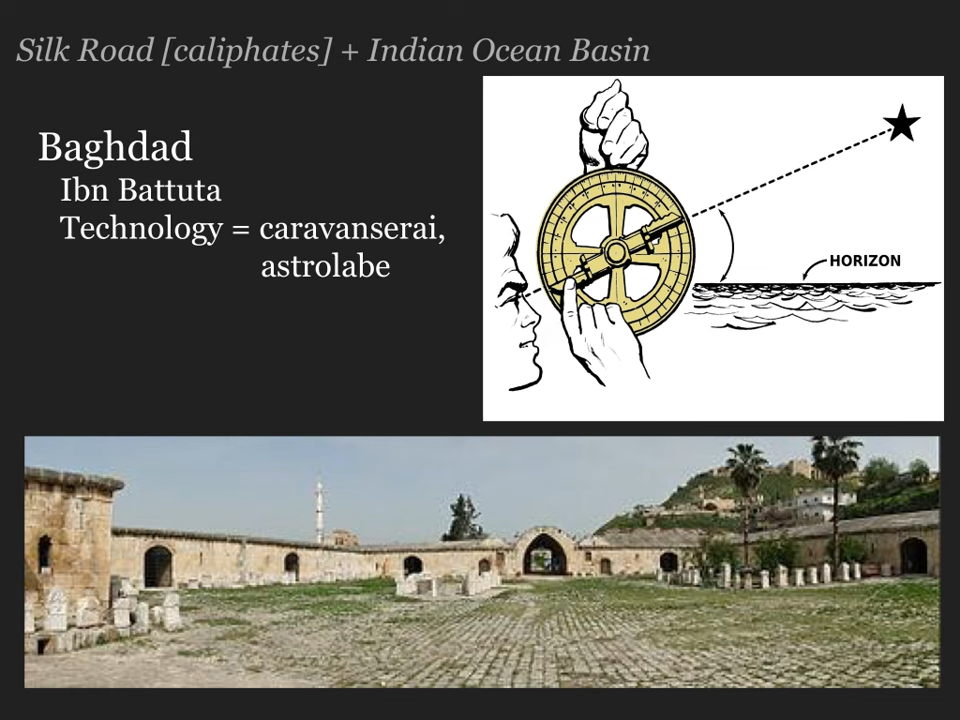 Silk Road [caliphates] + Indian Ocean Basin
Baghdad
Ibn Battuta
Technology = caravanserai,
astrolabe
HORIZON